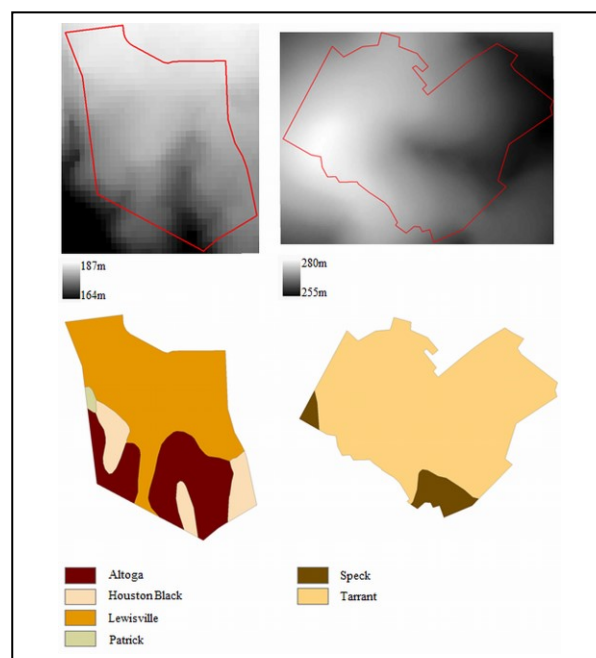 187m
164m
280m
255m
Altoga
Houston Black
Lewisville
Patrick
Speck
Tarrant